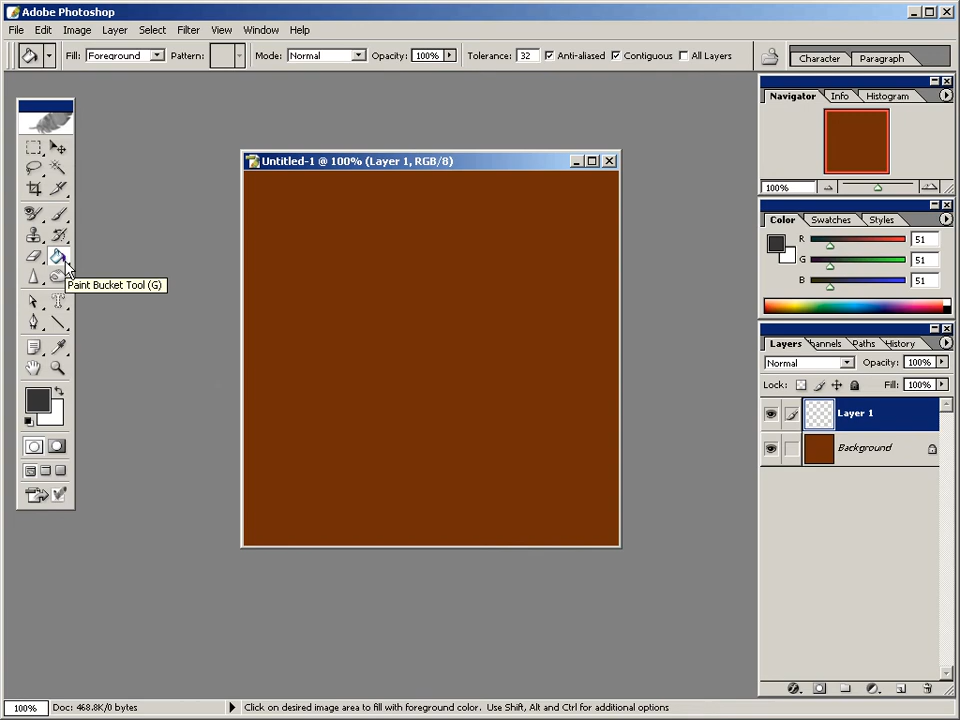 Adobe Photoshop
File Edit Image Layer Select Filter View Window Help
Fill: Foreground Pattern: Mode: Normal Opacity: 100% Tolerance: 32 Anti-aliased Contiguous All Layers
Character Paragraph
Navigator Info Histogram
100%
Untitled-1 @ 100% (Layer 1, RGB/8)
Color Swatches Styles
R 51
G 51
B 51
Paint Bucket Tool (G)
T
Layers hannels Paths History
Normal Opacity: 100%
Lock: Fill: 100%
Layer 1
Background
100% Doc: 468.8K/0 bytes Click on desired image area to fill with foreground color. Use Shift, Alt and Ctrl for additional options